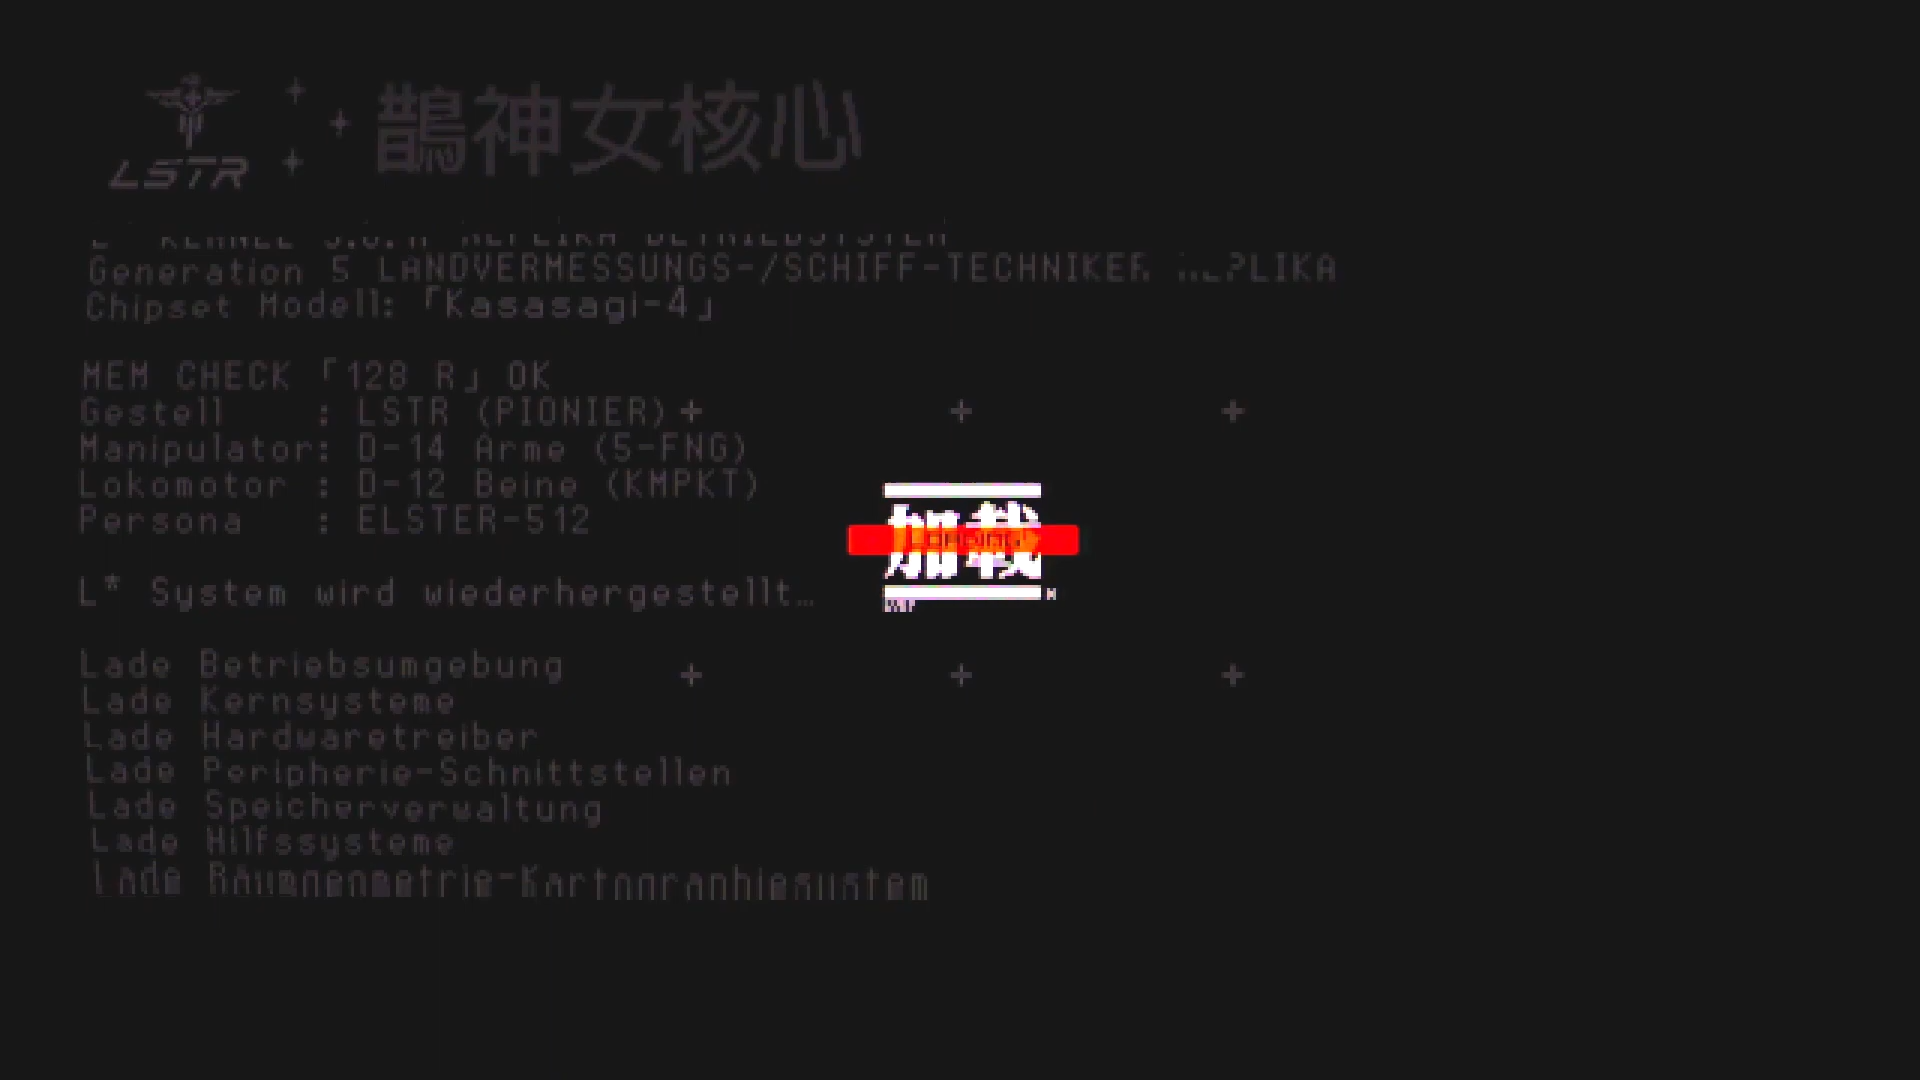 LSTR
鵲神女核心
Generation 5 LANDVERMESSUNGS-/SCHIFF-TECHNIKER
Chipset Modell:「Kasasagi-4」
MEM CHECK「128 R」OK
Gestell : LSTR (PIONIER)
Manipulator: D-14 Arme (5-FNG)
Lokomotor : D-12 Beine (KMPKT)
Persona : ELSTER-512
加載
LOADING
L* System wird wiederhergestellt…
Lade Betriebsumgebung
Lade Kernsysteme
Lade Hardwaretreiber
Lade Peripherie-Schnittstellen
Lade Speicherverwaltung
Lade Hilfssysteme
Lade